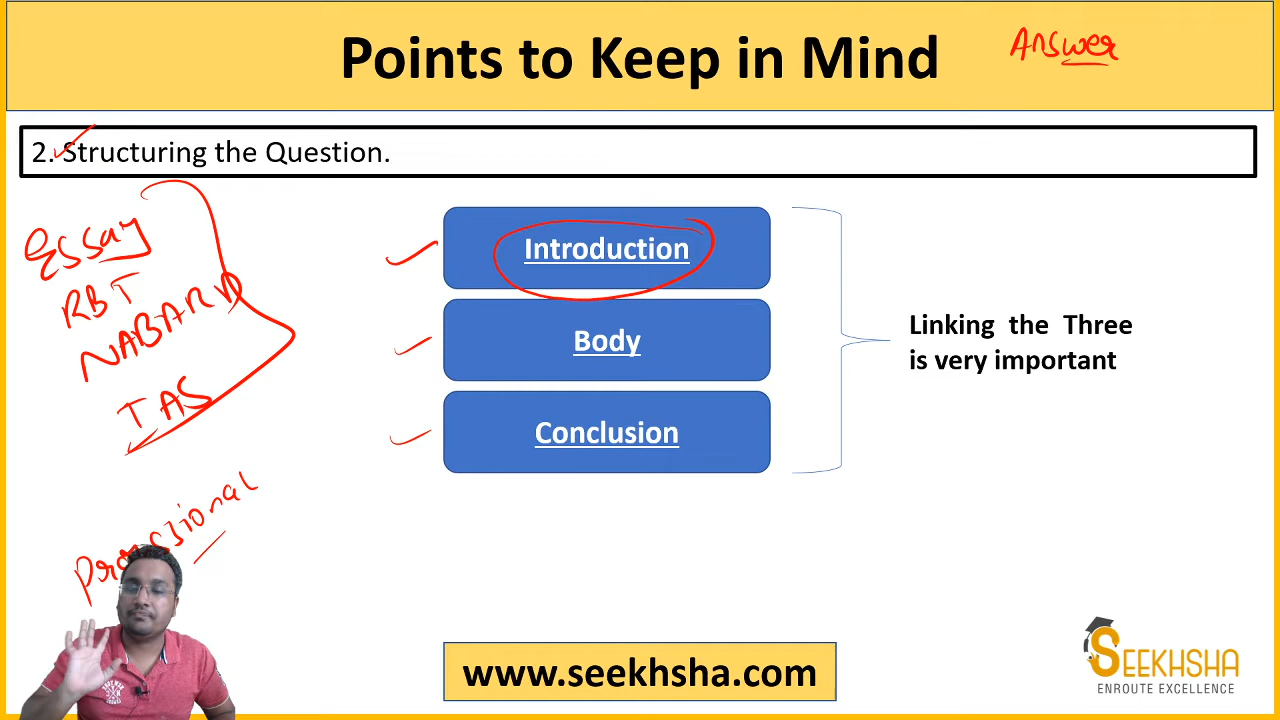 Points to Keep in Mind
Answer
2. Structuring the Question.
Essay
RBI
NABARD
IAS
Professional
Introduction
Body
Conclusion
Linking the Three
is very important
www.seekhsha.com
SEEKHSHA
ENROUTE EXCELLENCE